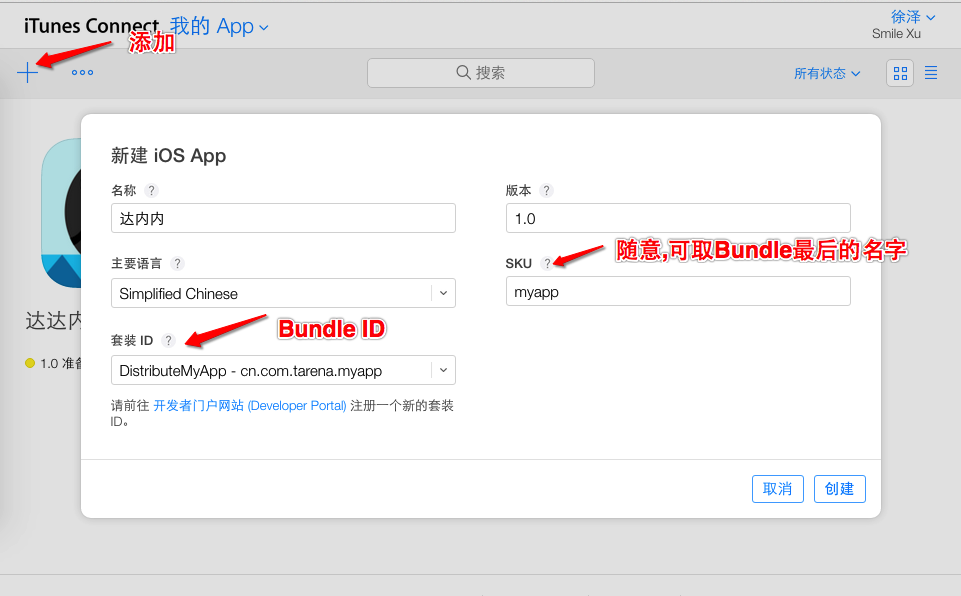 iTunes Connect 我的 App
徐泽
Smile Xu
添加
搜索
所有状态
新建 iOS App
名称 ?
达内内
版本 ?
1.0
主要语言 ?
Simplified Chinese
SKU ?
随意,可取Bundle最后的名字
myapp
达达内
套装 ID ?
Bundle ID
1.0 准备
DistributeMyApp - cn.com.tarena.myapp
请前往 开发者门户网站 (Developer Portal) 注册一个新的套装
ID。
取消
创建